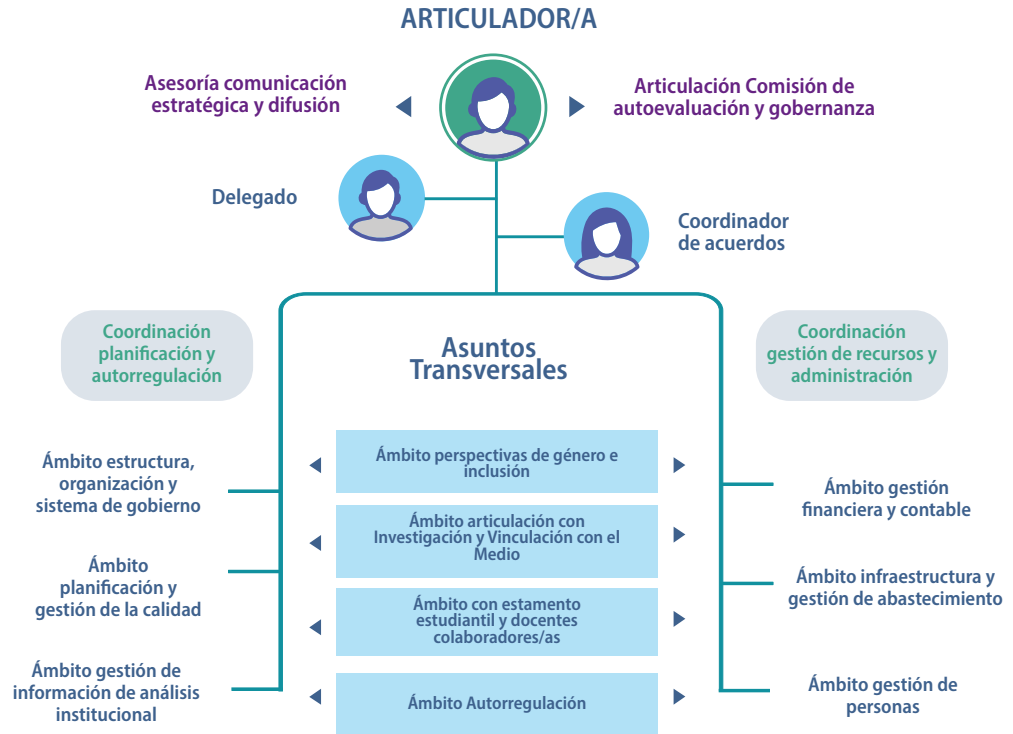 ARTICULADOR/A
Asesoría comunicación
estratégica y difusión
Articulación Comisión de
autoevaluación y gobernanza
Delegado
Coordinador
de acuerdos
Coordinación
planificación y
autorregulación
Asuntos
Transversales
Coordinación
gestión de recursos y
administración
Ámbito estructura,
organización y
sistema de gobierno
Ámbito
planificación y
gestión de la calidad
Ámbito gestión de
información de análisis
institucional
Ámbito perspectivas de género e
inclusión
Ámbito articulación con
Investigación y Vinculación con el
Medio
Ámbito con estamento
estudiantil y docentes
colaboradores/as
Ámbito Autorregulación
Ámbito gestión
financiera y contable
Ámbito infraestructura y
gestión de abastecimiento
Ámbito gestión de
personas